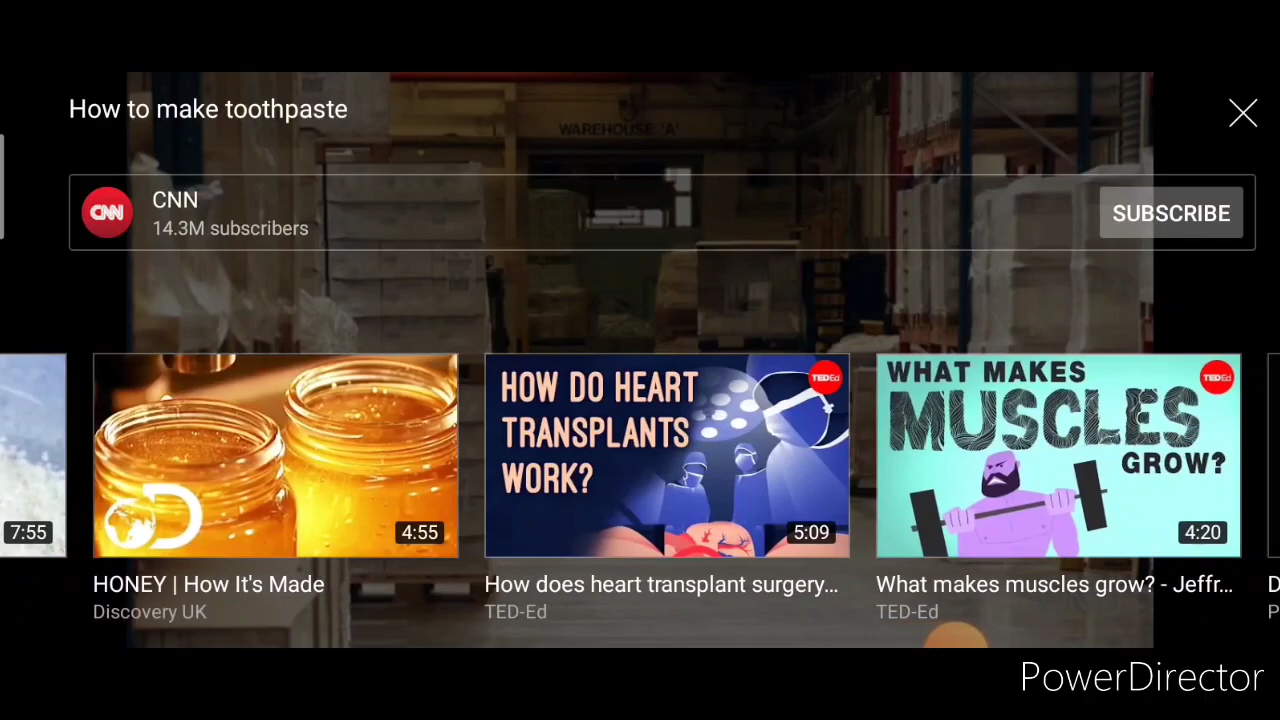 How to make toothpaste
WAREHOUSE 'A'
CNN
CNN
14.3M subscribers
SUBSCRIBE
7:55
4:55
HOW DO HEART
TRANSPLANTS
WORK?
TED-Ed
5:09
WHAT MAKES
MUSCLES
GROW?
TED-Ed
4:20
HONEY | How It's Made
Discovery UK
How does heart transplant surgery...
TED-Ed
What makes muscles grow? - Jeffr...
TED-Ed
D
P
PowerDirector